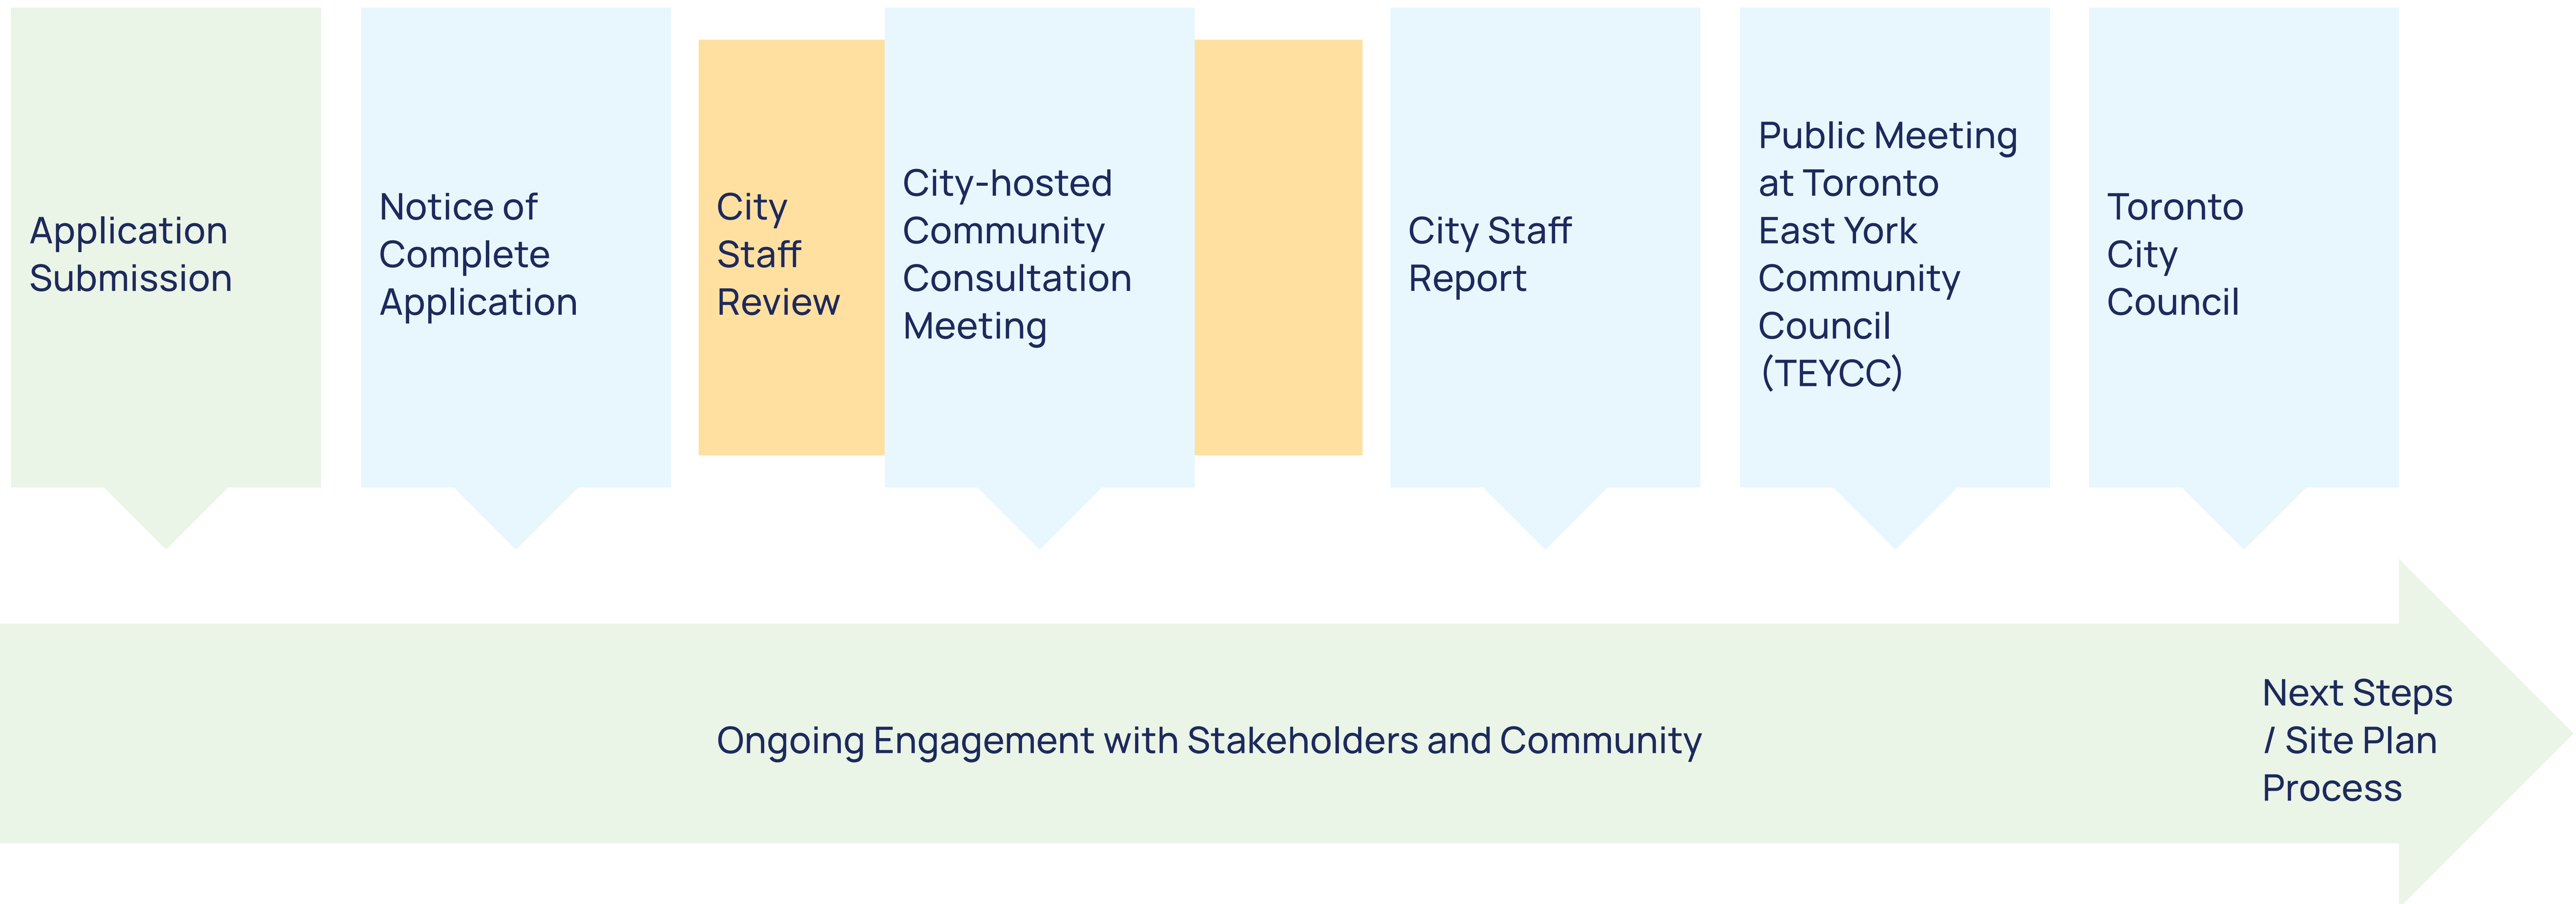 Application
Submission
Notice of
Complete
Application
City
Staff
Review
City-hosted
Community
Consultation
Meeting
City Staff
Report
Public Meeting
at Toronto
East York
Community
Council
(TEYCC)
Toronto
City
Council
Ongoing Engagement with Stakeholders and Community
Next Steps
/ Site Plan
Process